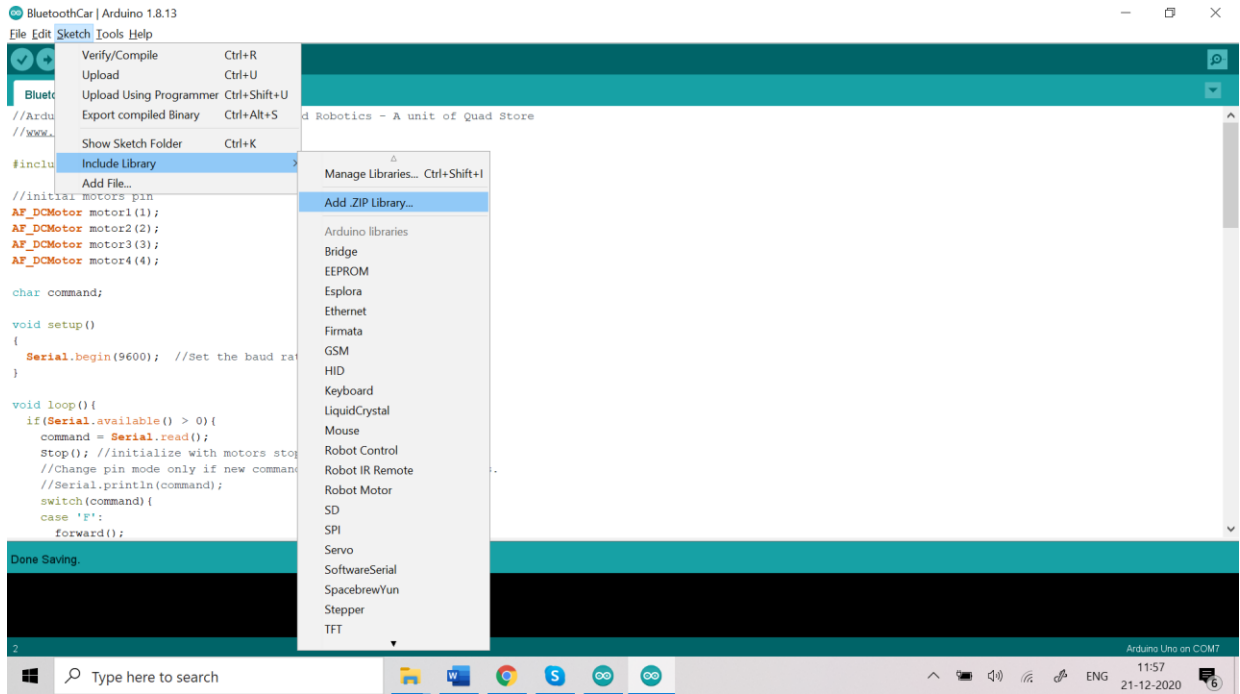 BluetoothCar | Arduino 1.8.13
File Edit Sketch Tools Help
Verify/Compile Ctrl+R
Upload Ctrl+U
Upload Using Programmer Ctrl+Shift+U
Export compiled Binary Ctrl+Alt+S
Show Sketch Folder Ctrl+K
Include Library
Add File...
Manage Libraries... Ctrl+Shift+I
Add .ZIP Library...
Arduino libraries
Bridge
EEPROM
Esplora
Ethernet
Firmata
GSM
HID
Keyboard
LiquidCrystal
Mouse
Robot Control
Robot IR Remote
Robot Motor
SD
SPI
Servo
SoftwareSerial
SpacebrewYun
Stepper
TFT
Blueto
//Ardu d Robotics - A unit of Quad Store
//www.
#inclu
//initial motors pin
AF_DCMotor motor1(1);
AF_DCMotor motor2(2);
AF_DCMotor motor3(3);
AF_DCMotor motor4(4);
char command;
void setup()
{
Serial.begin(9600); //Set the baud rat
}
void loop(){
if(Serial.available() > 0){
command = Serial.read();
Stop(); //initialize with motors stop
//Change pin mode only if new comman .
//Serial.println(command);
switch(command){
case 'F':
forward();
Done Saving.
2 Arduino Uno on COM7
Type here to search
ENG
11:57
21-12-2020
6